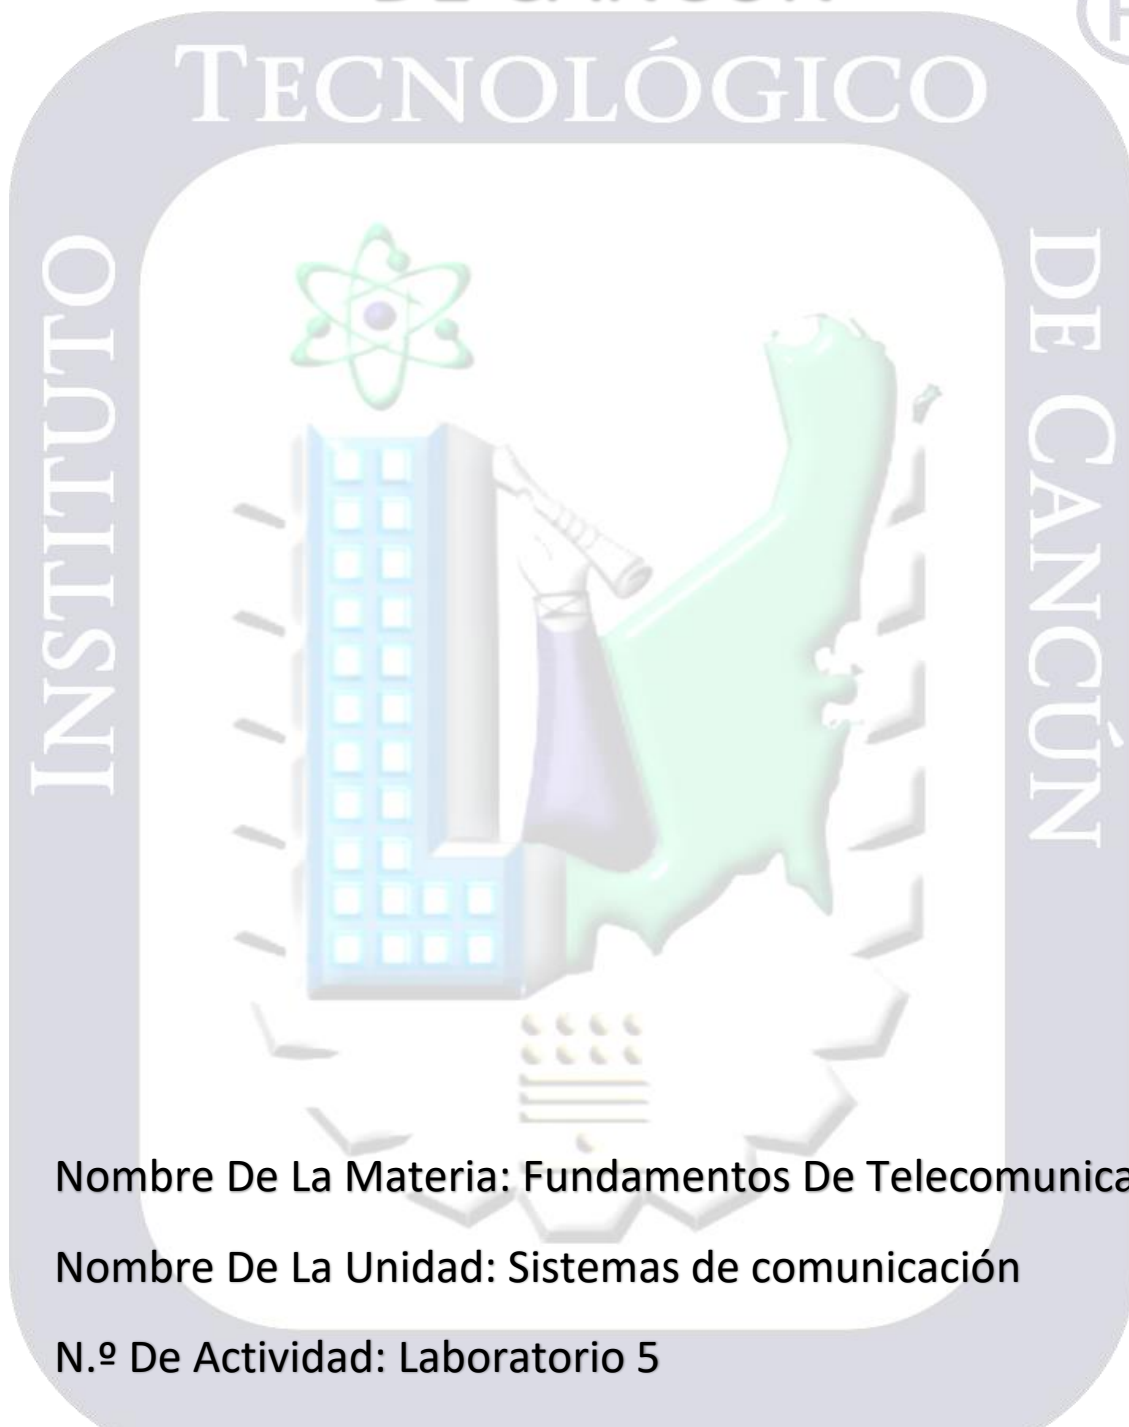 TECNOLÓGICO
INSTITUTO
DE CANCÚN
Nombre De La Materia: Fundamentos De
Nombre De La Unidad: Sistemas de comunicación
N.º De Actividad: Laboratorio 5